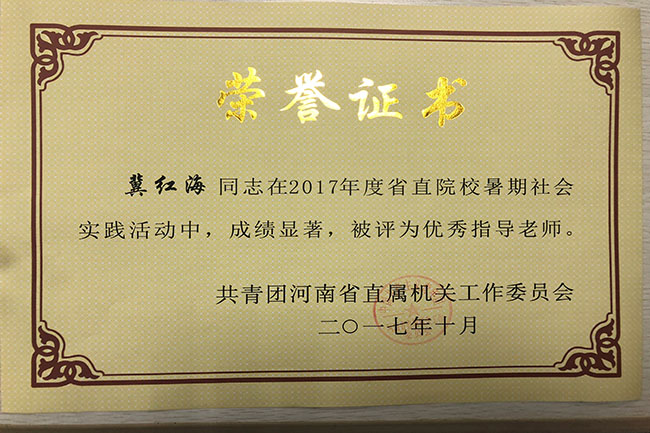 荣誉证书
冀红海 同志在2017年度省直院校暑期社会
实践活动中，成绩显著，被评为优秀指导老师。
共青团河南省直属机关工作委员会
二〇一七年十月